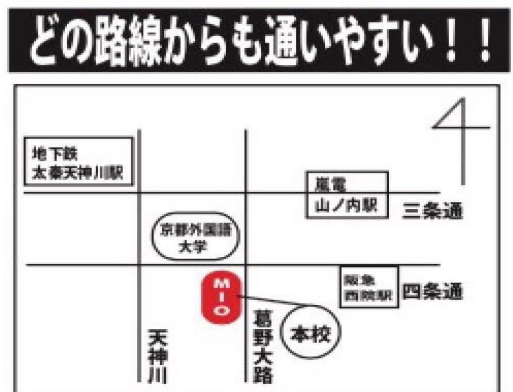 どの路線からも通いやすい！！
地下鉄
太秦天神川駅
嵐電
山ノ内駅
三条通
京都外国語
大学
阪急
西院駅
四条通
MIO
本校
天神川
葛野大路